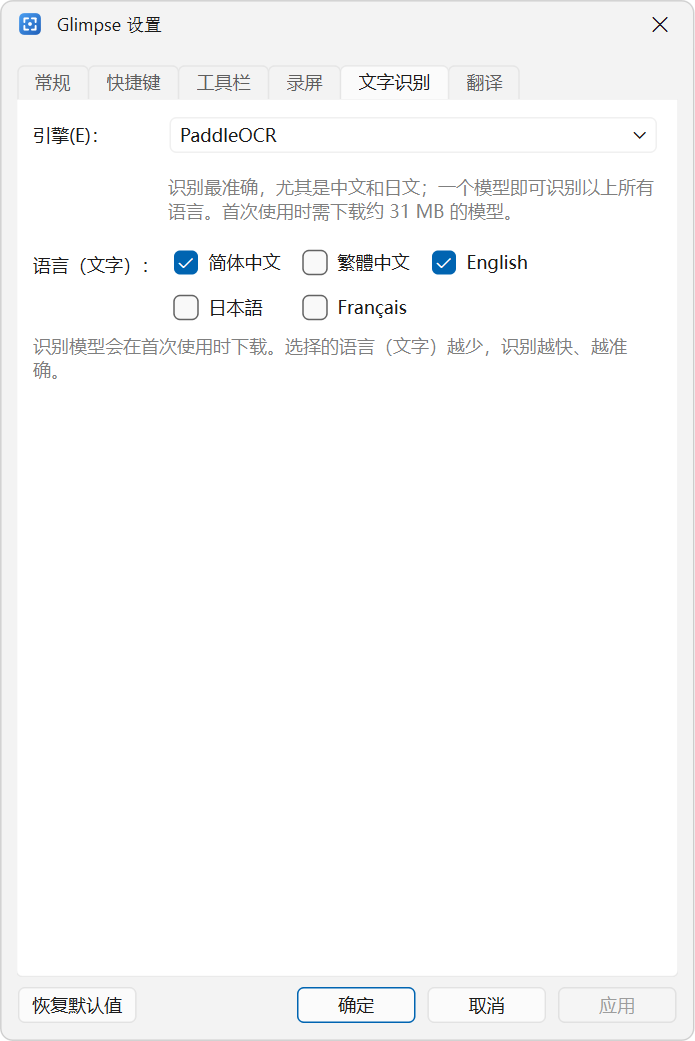 Glimpse 设置
常规 快捷键 工具栏 录屏 文字识别 翻译
引擎(E)： PaddleOCR
识别最准确，尤其是中文和日文；一个模型即可识别以上所有
语言。首次使用时需下载约 31 MB 的模型。
语言（文字）： 简体中文 繁體中文 English
日本語 Français
识别模型会在首次使用时下载。选择的语言（文字）越少，识别越快、越准
确。
恢复默认值 确定 取消 应用